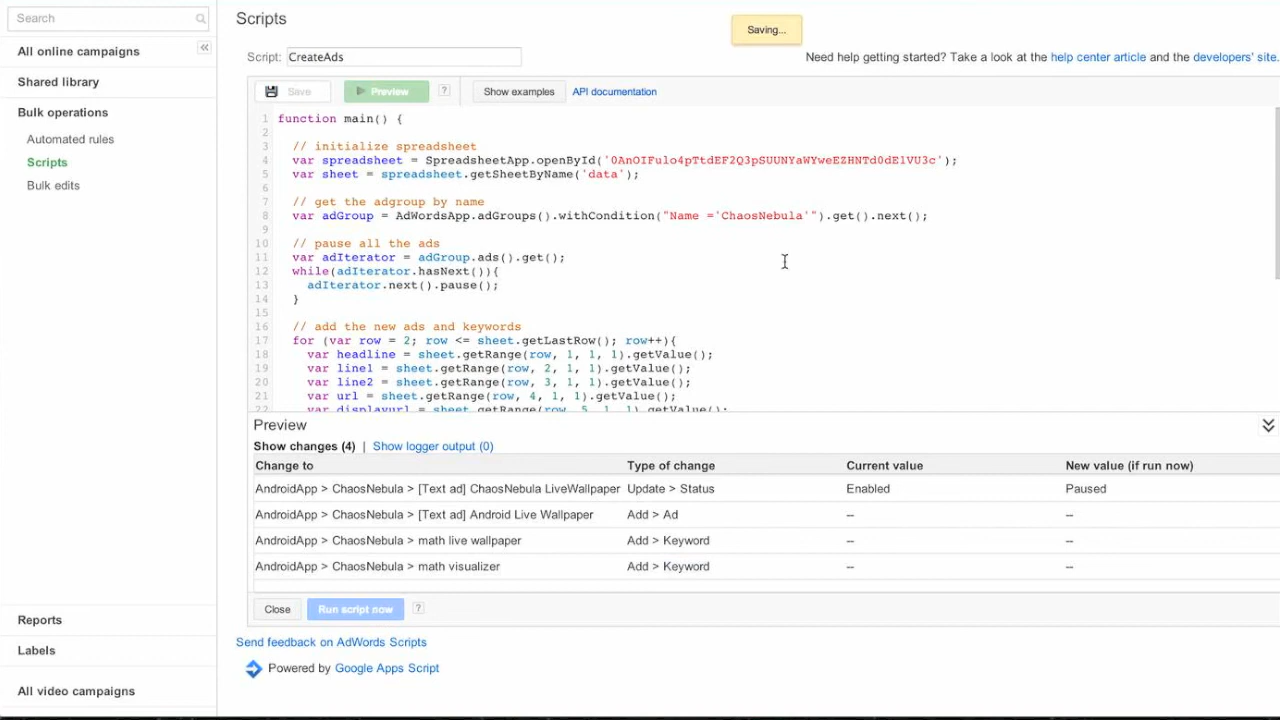 Search
All online campaigns
Shared library
Bulk operations
Automated rules
Scripts
Bulk edits
Reports
Labels
All video campaigns
Scripts
Saving...
Script: CreateAds
Need help getting started? Take a look at the help center article and the developers' site.
Save Preview ? Show examples API documentation
1 function main() {
2
3 // initialize spreadsheet
4 var spreadsheet = SpreadsheetApp.openById('0AnOIFulo4pTtdEF2Q3pSUUNYaWYweEZHNTd0dElVU3c');
5 var sheet = spreadsheet.getSheetByName('data');
6
7 // get the adgroup by name
8 var adGroup = AdWordsApp.adGroups().withCondition("Name ='ChaosNebula'").get().next();
9
10 // pause all the ads
11 var adIterator = adGroup.ads().get();
12 while(adIterator.hasNext()){
13 adIterator.next().pause();
14 }
15
16 // add the new ads and keywords
17 for (var row = 2; row <= sheet.getLastRow(); row++){
18 var headline = sheet.getRange(row, 1, 1, 1).getValue();
19 var line1 = sheet.getRange(row, 2, 1, 1).getValue();
20 var line2 = sheet.getRange(row, 3, 1, 1).getValue();
21 var url = sheet.getRange(row, 4, 1, 1).getValue();
22 var displayurl = sheet.getRange(row, 5, 1, 1).getValue();
Preview
Show changes (4) | Show logger output (0)
Change to Type of change Current value New value (if run now)
AndroidApp > ChaosNebula > [Text ad] ChaosNebula LiveWallpaper Update > Status Enabled Paused
AndroidApp > ChaosNebula > [Text ad] Android Live Wallpaper Add > Ad -- --
AndroidApp > ChaosNebula > math live wallpaper Add > Keyword -- --
AndroidApp > ChaosNebula > math visualizer Add > Keyword -- --
Close Run script now ?
Send feedback on AdWords Scripts
Powered by Google Apps Script